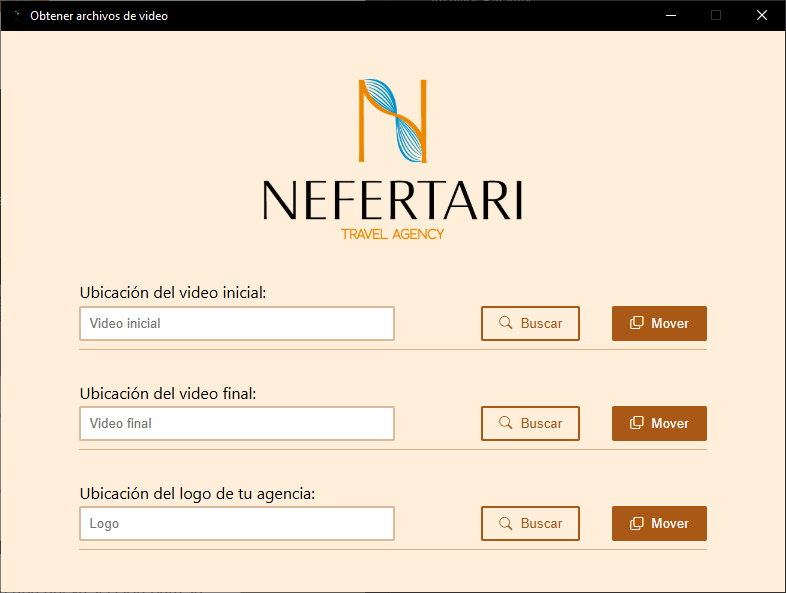 Obtener archivos de video
NEFERTARI
TRAVEL AGENCY
Ubicación del video inicial:
Video inicial
Buscar
Mover
Ubicación del video final:
Video final
Buscar
Mover
Ubicación del logo de tu agencia:
Logo
Buscar
Mover